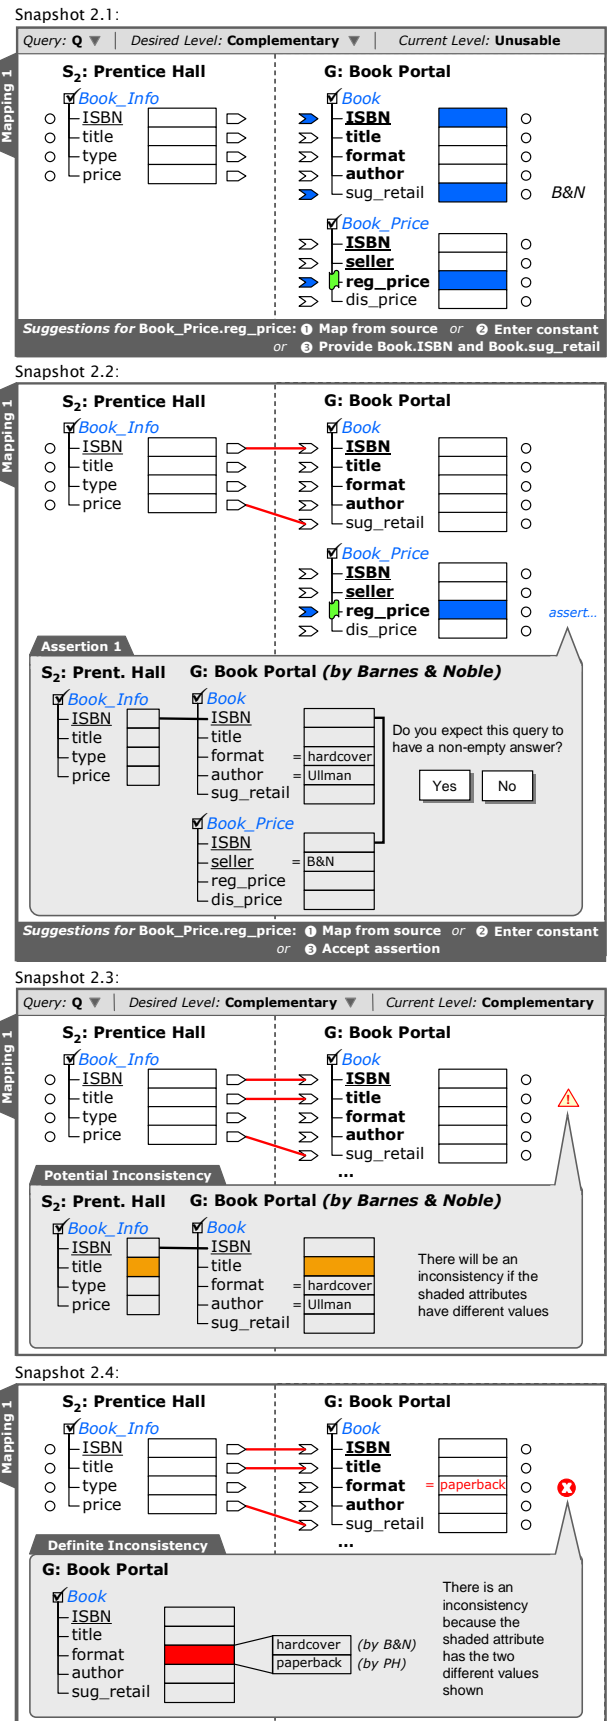 Snapshot 2.1:
Query: Q ▼ | Desired Level: Complementary ▼ | Current Level: Unusable
Mapping 1
S2: Prentice Hall
G: Book Portal
Book_Info
ISBN
title
type
price
Book
ISBN
title
format
author
sug_retail
B&N
Book_Price
ISBN
seller
reg_price
dis_price
Suggestions for Book_Price.reg_price: ❶ Map from source or ❷ Enter constant
or ❸ Provide Book.ISBN and Book.sug_retail
Snapshot 2.2:
Mapping 1
S2: Prentice Hall
G: Book Portal
Book_Info
ISBN
title
type
price
Book
ISBN
title
format
author
sug_retail
Book_Price
ISBN
seller
reg_price
dis_price
assert...
Assertion 1
S2: Prent. Hall
G: Book Portal (by Barnes & Noble)
Book_Info
ISBN
title
type
price
Book
ISBN
title
format = hardcover
author = Ullman
sug_retail
Book_Price
ISBN
seller = B&N
reg_price
dis_price
Do you expect this query to
have a non-empty answer?
Yes
No
Suggestions for Book_Price.reg_price: ❶ Map from source or ❷ Enter constant
or ❸ Accept assertion
Snapshot 2.3:
Query: Q ▼ | Desired Level: Complementary ▼ | Current Level: Complementary
Mapping 1
S2: Prentice Hall
G: Book Portal
Book_Info
ISBN
title
type
price
Book
ISBN
title
format
author
sug_retail
...
!
Potential Inconsistency
S2: Prent. Hall
G: Book Portal (by Barnes & Noble)
Book_Info
ISBN
title
type
price
Book
ISBN
title
format = hardcover
author = Ullman
sug_retail
There will be an
inconsistency if the
shaded attributes
have different values
Snapshot 2.4:
Mapping 1
S2: Prentice Hall
G: Book Portal
Book_Info
ISBN
title
type
price
Book
ISBN
title
format = paperback
author
sug_retail
...
X
Definite Inconsistency
G: Book Portal
Book
ISBN
title
format
author
sug_retail
hardcover (by B&N)
paperback (by PH)
There is an
inconsistency
because the
shaded attribute
has the two
different values
shown